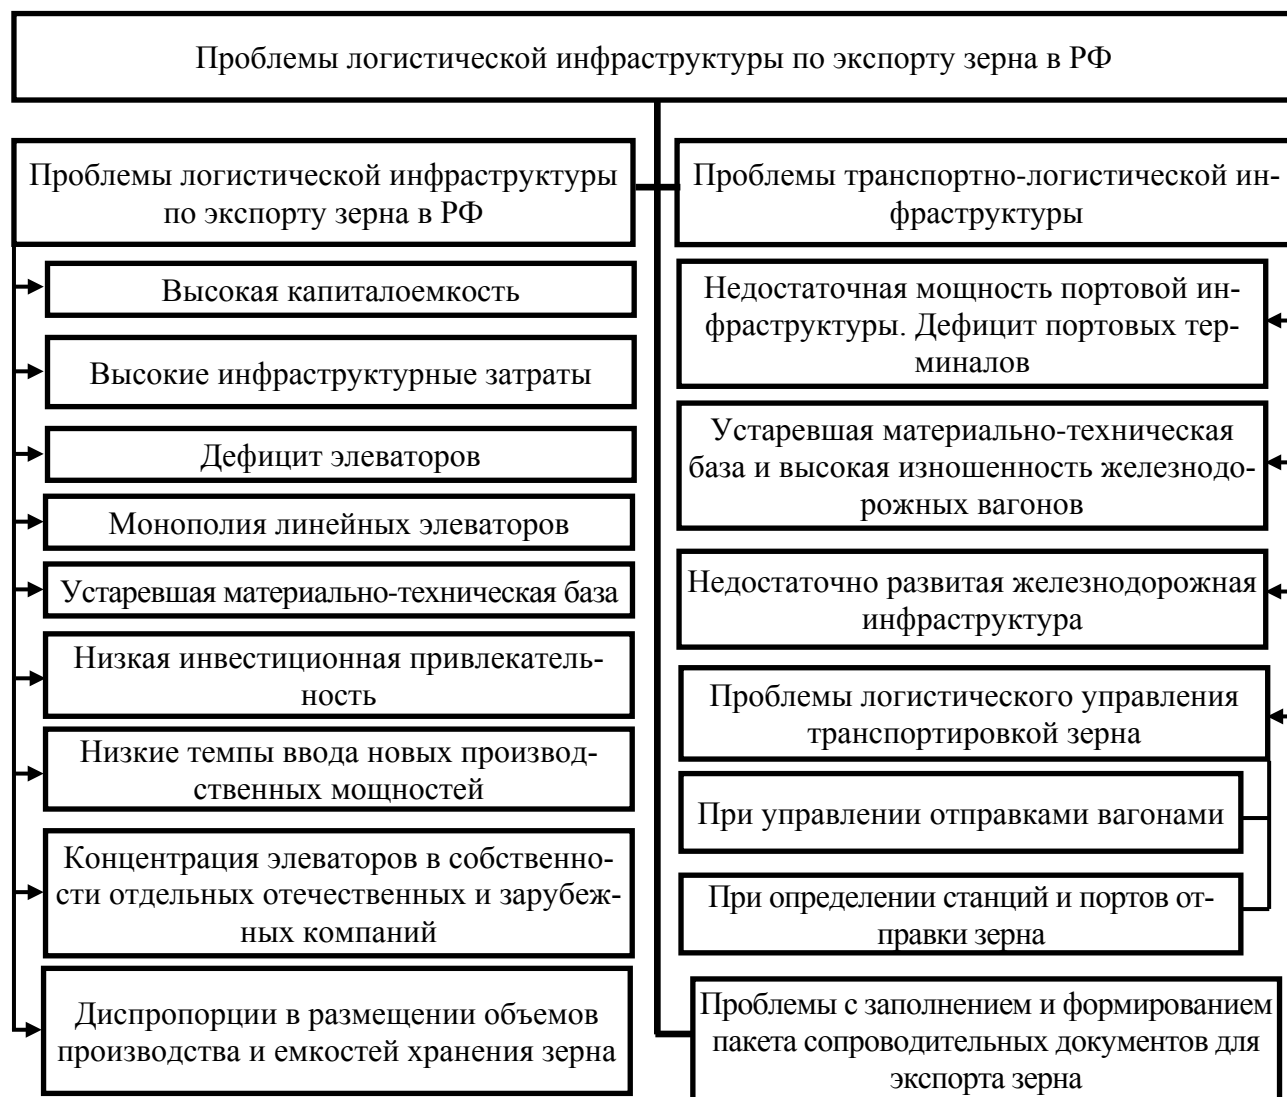 Проблемы логистической инфраструктуры по экспорту зерна в РФ
Проблемы логистической инфраструктуры
по экспорту зерна в РФ
Высокая капиталоемкость
Высокие инфраструктурные затраты
Дефицит элеваторов
Монополия линейных элеваторов
Устаревшая материально-техническая база
Низкая инвестиционная привлекатель-
ность
Низкие темпы ввода новых производ-
ственных мощностей
Концентрация элеваторов в собственно-
сти отдельных отечественных и зарубеж-
ных компаний
Диспропорции в размещении объемов
производства и емкостей хранения зерна
Проблемы транспортно-логистической ин-
фраструктуры
Недостаточная мощность портовой ин-
фраструктуры. Дефицит портовых тер-
миналов
Устаревшая материально-техническая
база и высокая изношенность железнодо-
рожных вагонов
Недостаточно развитая железнодорожная
инфраструктура
Проблемы логистического управления
транспортировкой зерна
При управлении отправками вагонами
При определении станций и портов от-
правки зерна
Проблемы с заполнением и формированием
пакета сопроводительных документов для
экспорта зерна